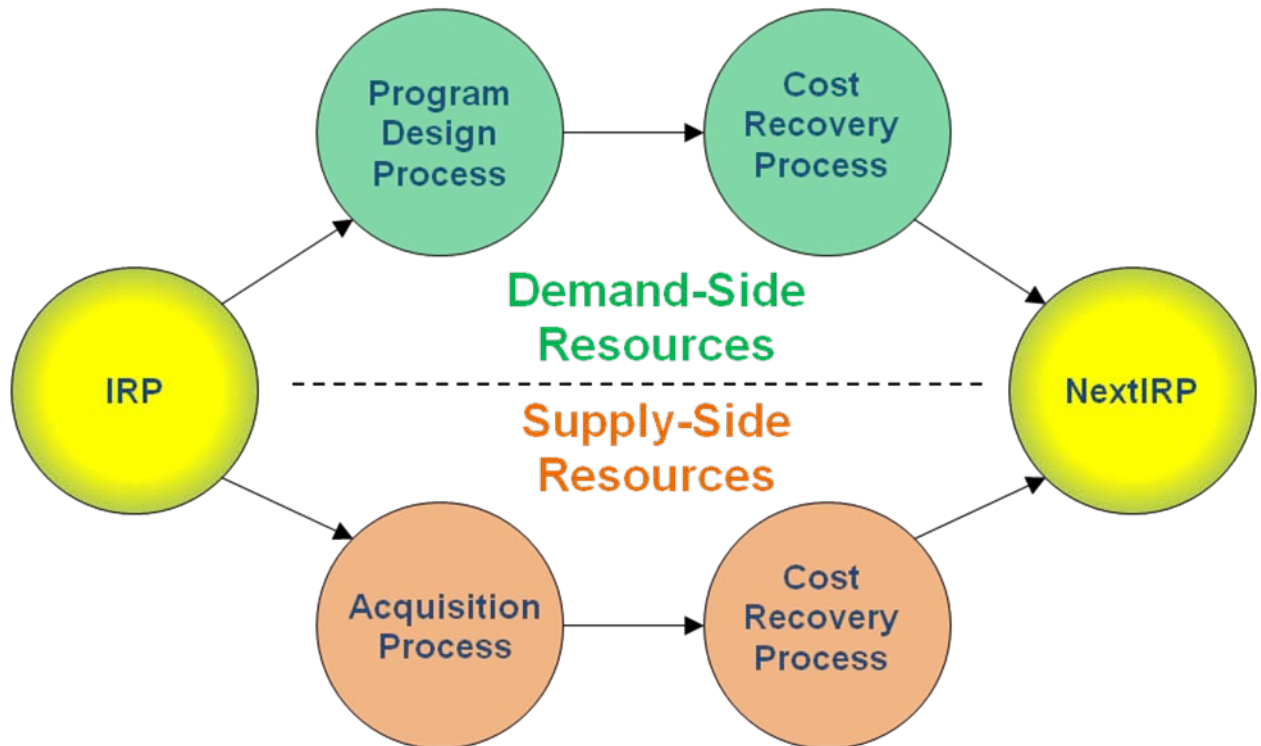 Program
Design
Process
Cost
Recovery
Process
Demand-Side
Resources
IRP
NextIRP
Supply-Side
Resources
Acquisition
Process
Cost
Recovery
Process